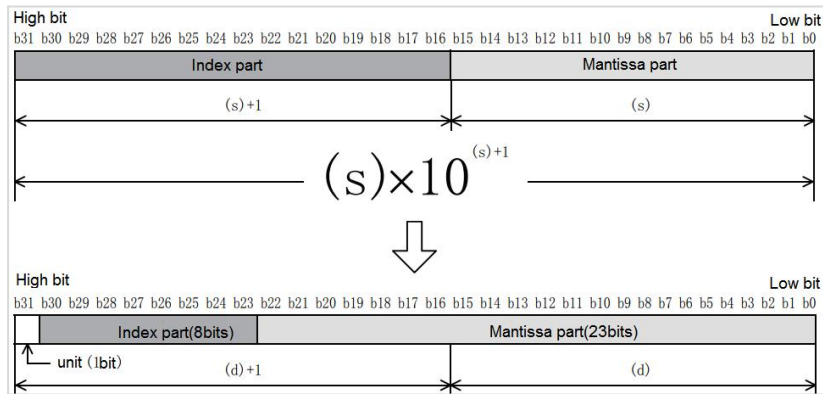 High bit Low bit
b31 b30 b29 b28 b27 b26 b25 b24 b23 b22 b21 b20 b19 b18 b17 b16 b15 b14 b13 b12 b11 b10 b9 b8 b7 b6 b5 b4 b3 b2 b1 b0
Index part Mantissa part
(s)+1 (s)
(s)×10^(s)+1
High bit Low bit
b31 b30 b29 b28 b27 b26 b25 b24 b23 b22 b21 b20 b19 b18 b17 b16 b15 b14 b13 b12 b11 b10 b9 b8 b7 b6 b5 b4 b3 b2 b1 b0
Index part(8bits) Mantissa part(23bits)
unit (1bit) (d)+1 (d)